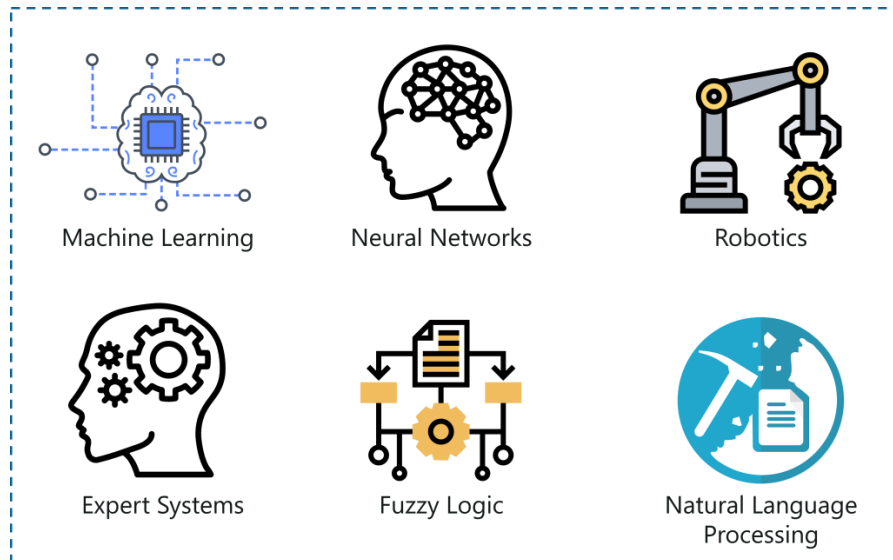 Machine Learning
Neural Networks
Robotics
Expert Systems
Fuzzy Logic
Natural Language
Processing